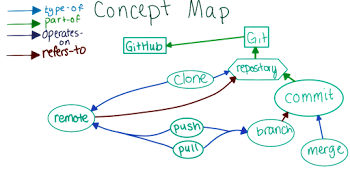 Concept Map
type-of
part-of
operates-
on
refers-to
GitHub
Git
repository
clone
commit
remote
push
pull
branch
merge